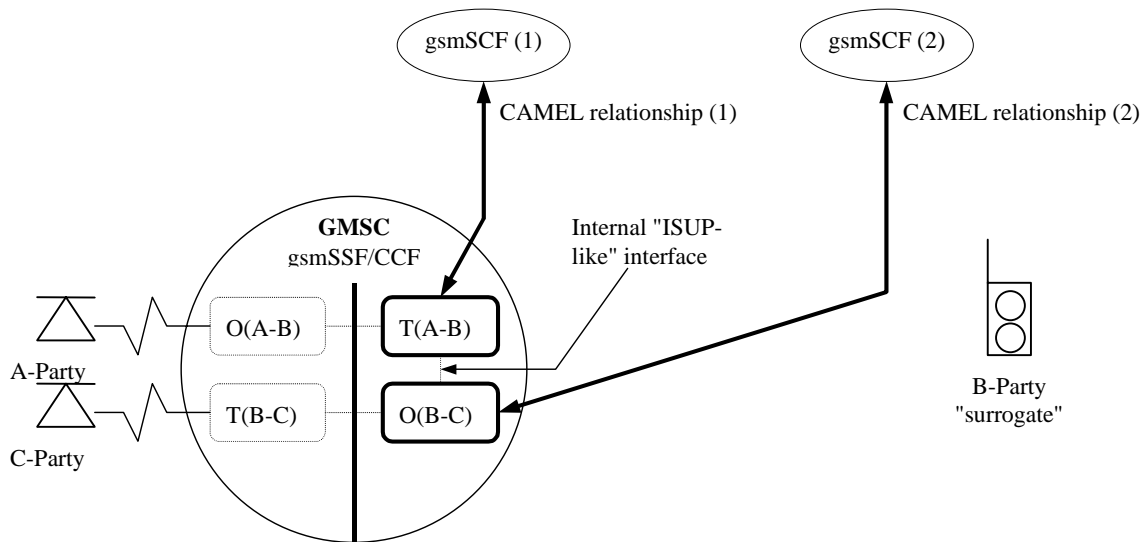 gsmSCF (1)
gsmSCF (2)
CAMEL relationship (1)
CAMEL relationship (2)
GMSC
gsmSSF/CCF
Internal "ISUP-
like" interface
O(A-B)
T(A-B)
A-Party
T(B-C)
O(B-C)
C-Party
B-Party
"surrogate"